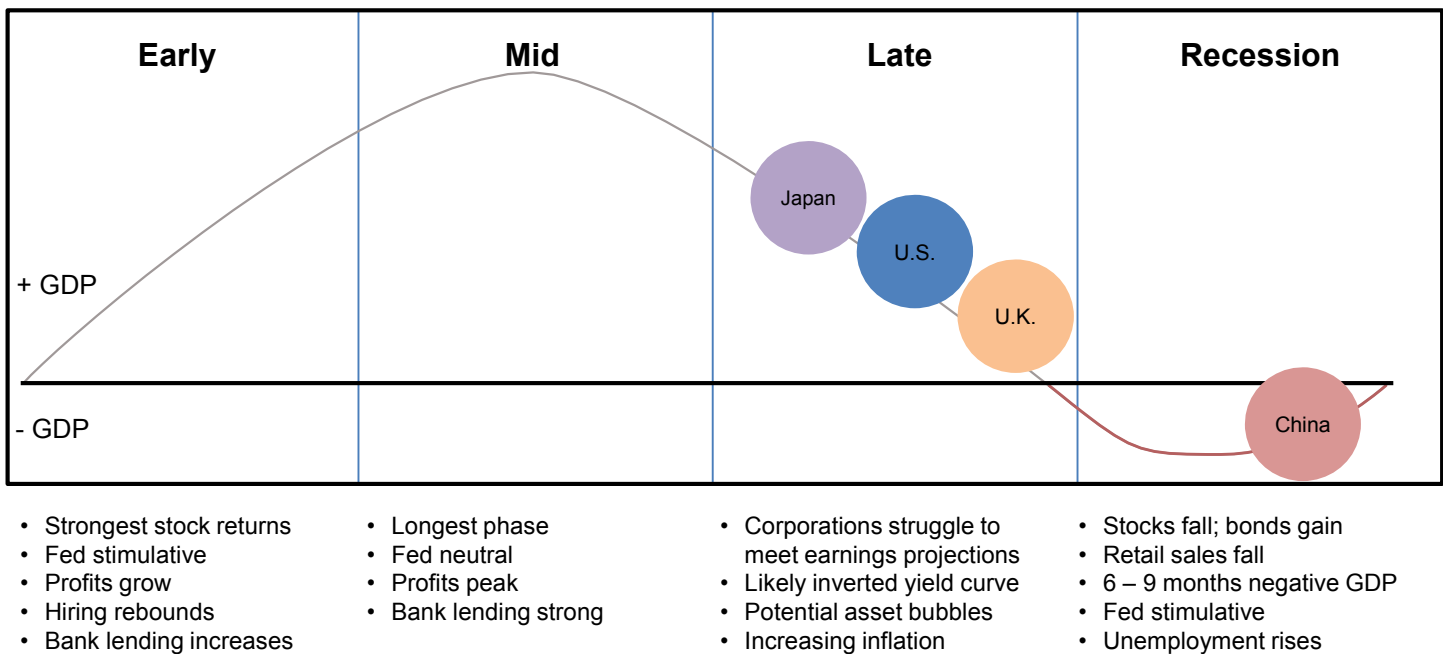 Early
Mid
Late
Recession
Japan
U.S.
+ GDP
U.K.
- GDP
China
• Strongest stock returns
• Fed stimulative
• Profits grow
• Hiring rebounds
• Bank lending increases
• Longest phase
• Fed neutral
• Profits peak
• Bank lending strong
• Corporations struggle to
meet earnings projections
• Likely inverted yield curve
• Potential asset bubbles
• Increasing inflation
• Stocks fall; bonds gain
• Retail sales fall
• 6 – 9 months negative GDP
• Fed stimulative
• Unemployment rises